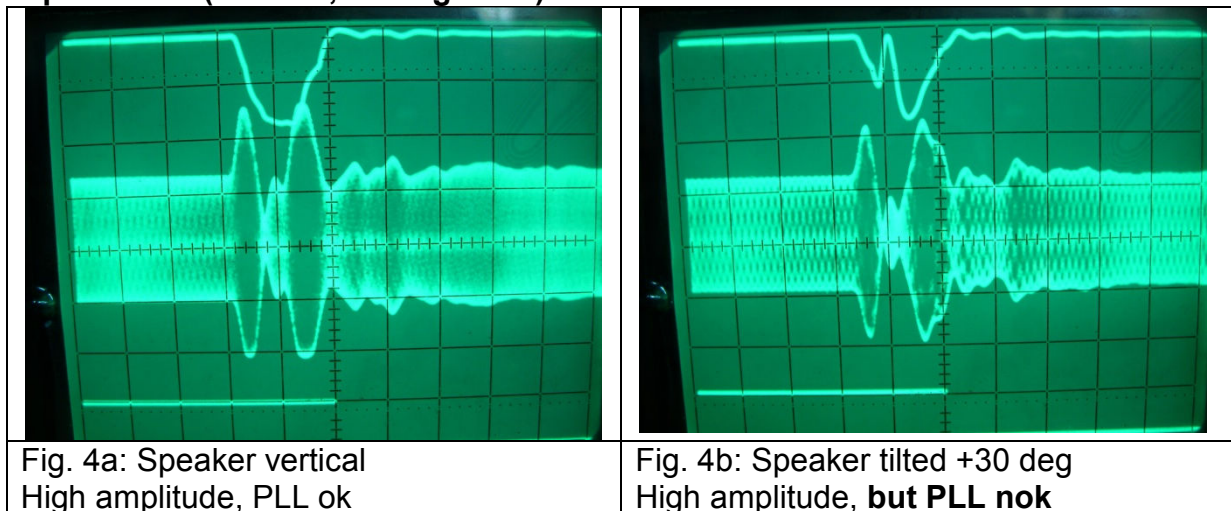 Fig. 4a: Speaker vertical
High amplitude, PLL ok
Fig. 4b: Speaker tilted +30 deg
High amplitude, but PLL nok